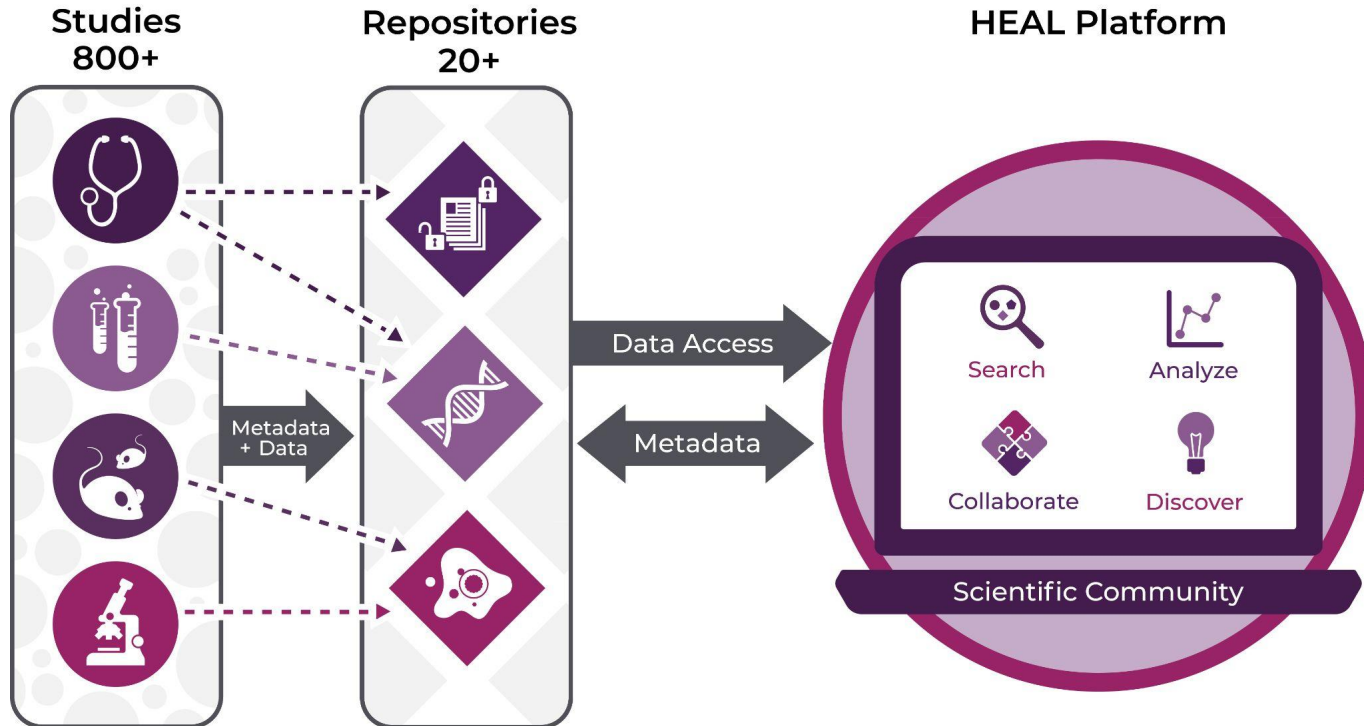 Studies
800+
Repositories
20+
HEAL Platform
Metadata
+ Data
Data Access
Metadata
Search
Analyze
Collaborate
Discover
Scientific Community